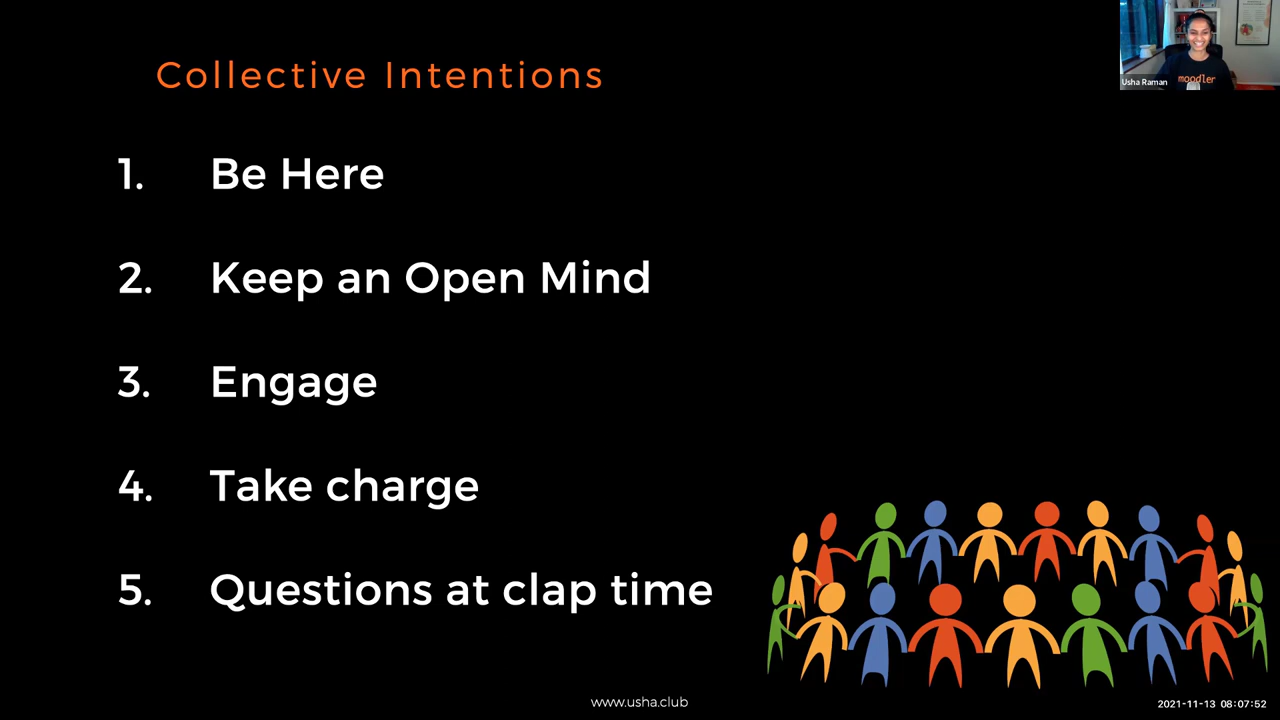 Collective Intentions
Usha Raman
moodler
1. Be Here
2. Keep an Open Mind
3. Engage
4. Take charge
5. Questions at clap time
www.usha.club
2021-11-13 08:07:52